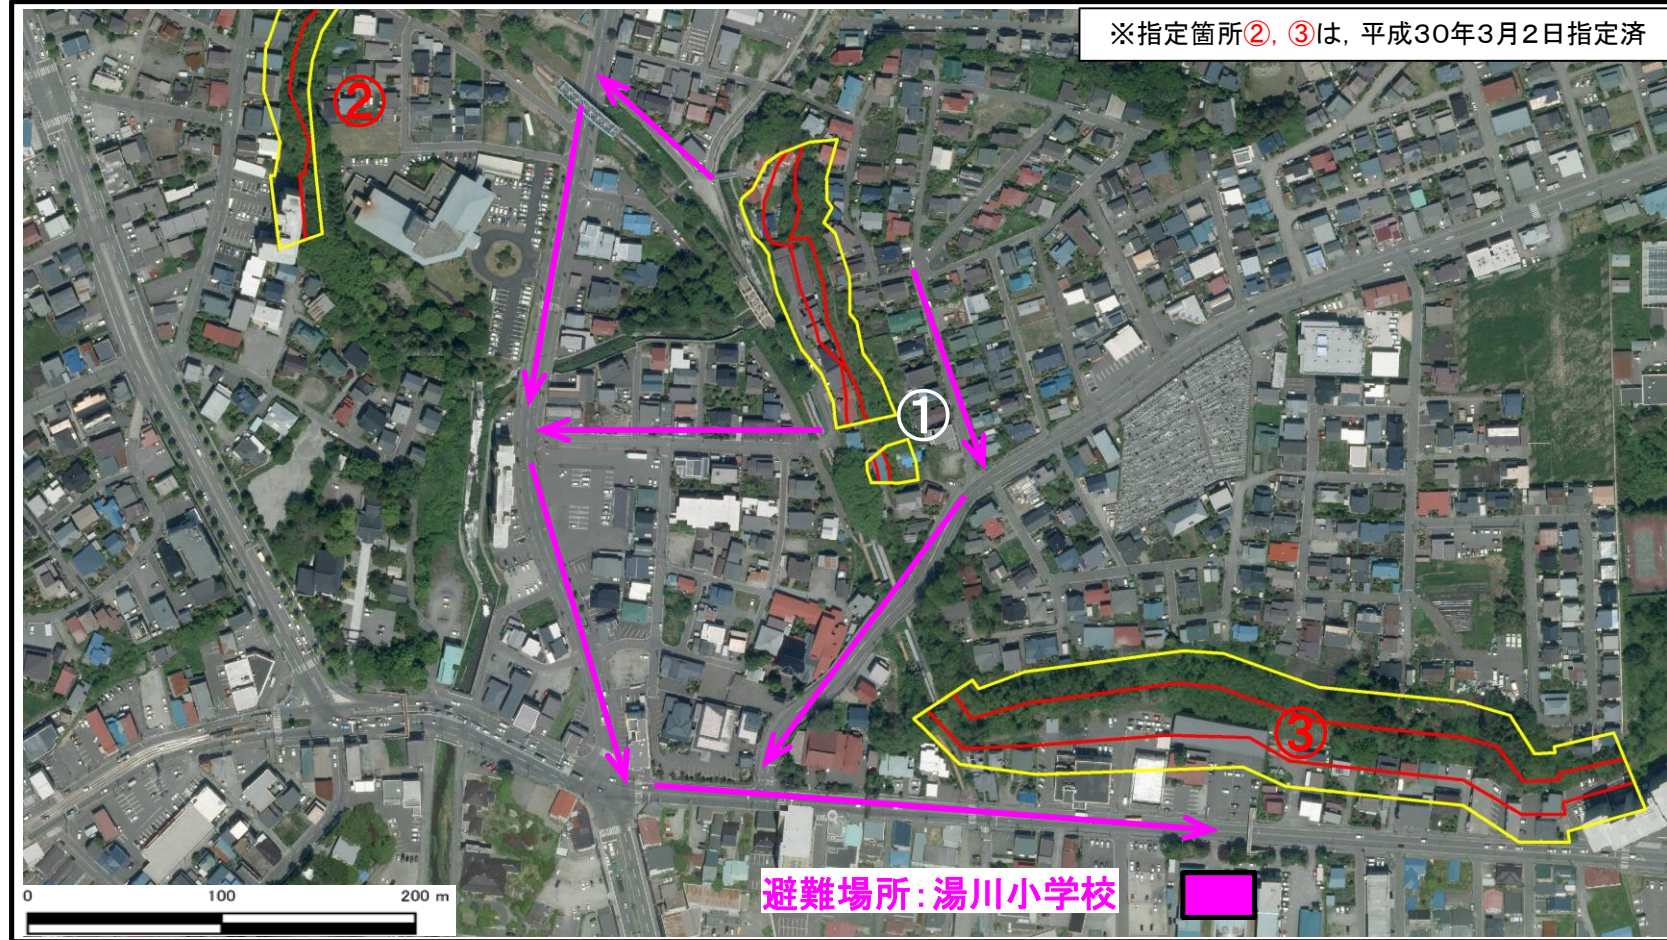 ※指定箇所②, ③は, 平成30年3月2日指定済
②
①
③
避難場所:湯川小学校
0 100 200 m